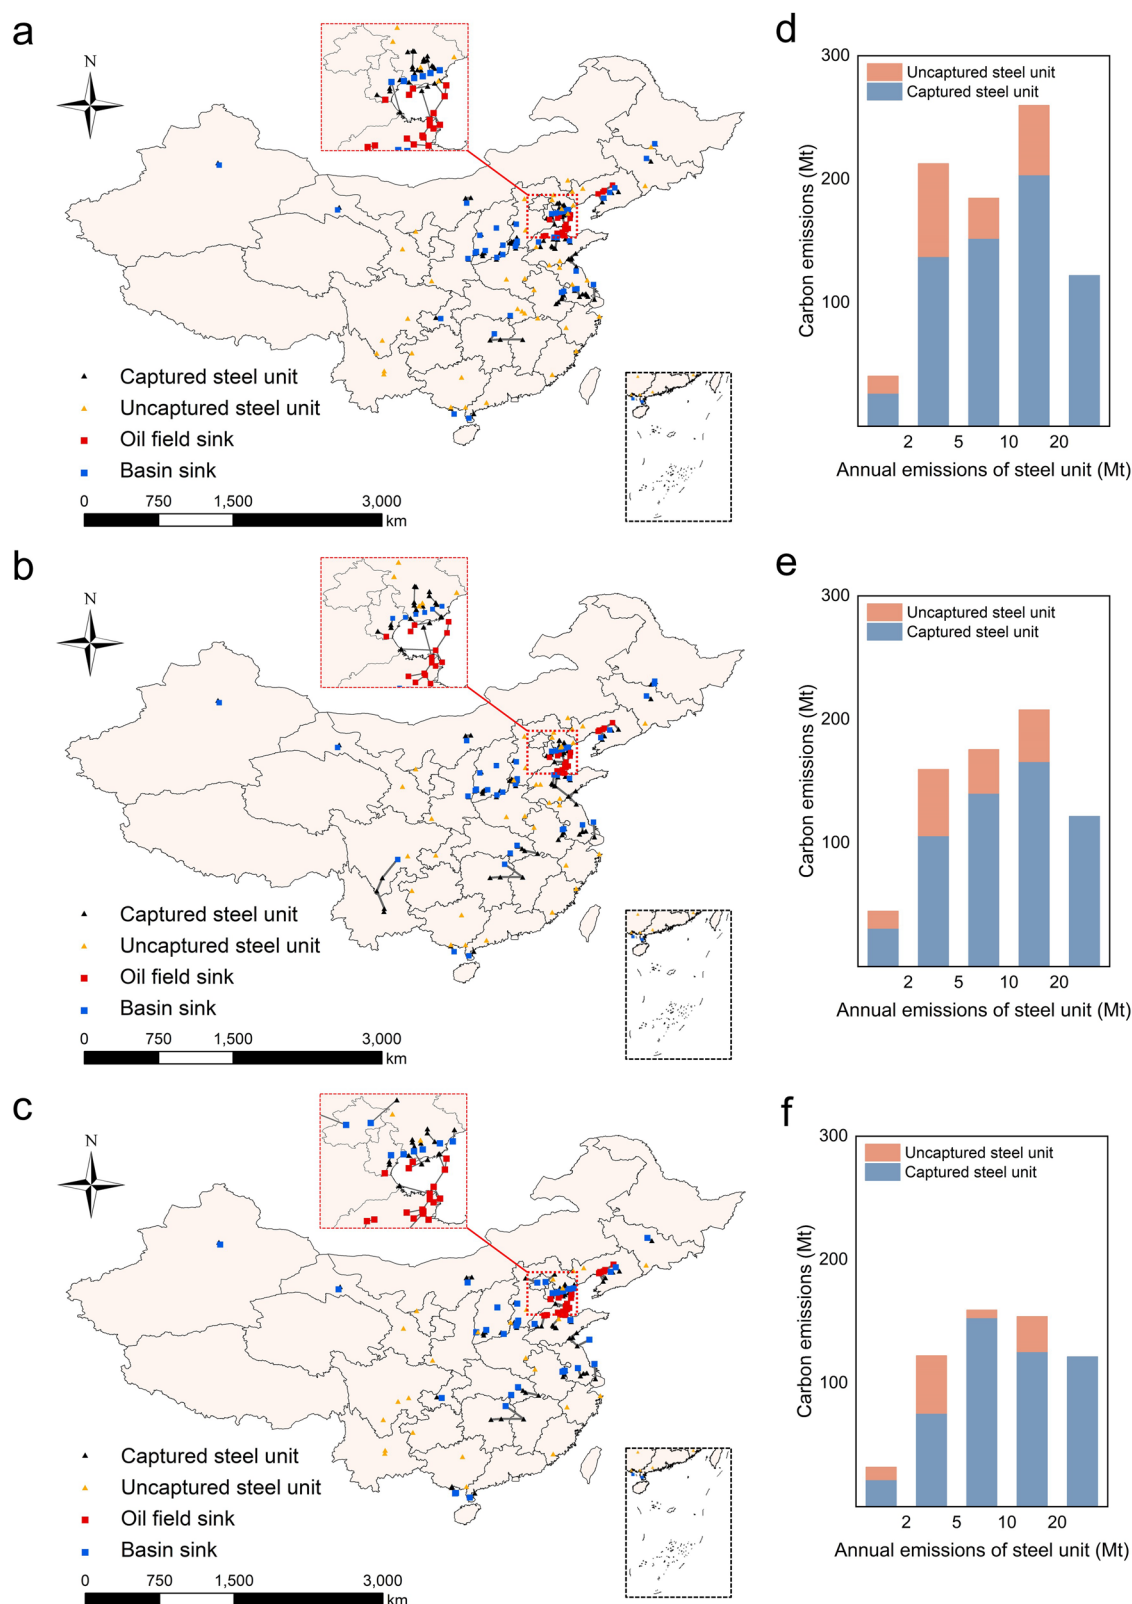 a
N
Captured steel unit
Uncaptured steel unit
Oil field sink
Basin sink
0 750 1,500 3,000
km
d
300
200
100
Carbon emissions (Mt)
Uncaptured steel unit
Captured steel unit
2 5 10 20
Annual emissions of steel unit (Mt)
b
N
Captured steel unit
Uncaptured steel unit
Oil field sink
Basin sink
0 750 1,500 3,000
km
e
300
200
100
Carbon emissions (Mt)
Uncaptured steel unit
Captured steel unit
2 5 10 20
Annual emissions of steel unit (Mt)
c
N
Captured steel unit
Uncaptured steel unit
Oil field sink
Basin sink
0 750 1,500 3,000
km
f
300
200
100
Carbon emissions (Mt)
Uncaptured steel unit
Captured steel unit
2 5 10 20
Annual emissions of steel unit (Mt)